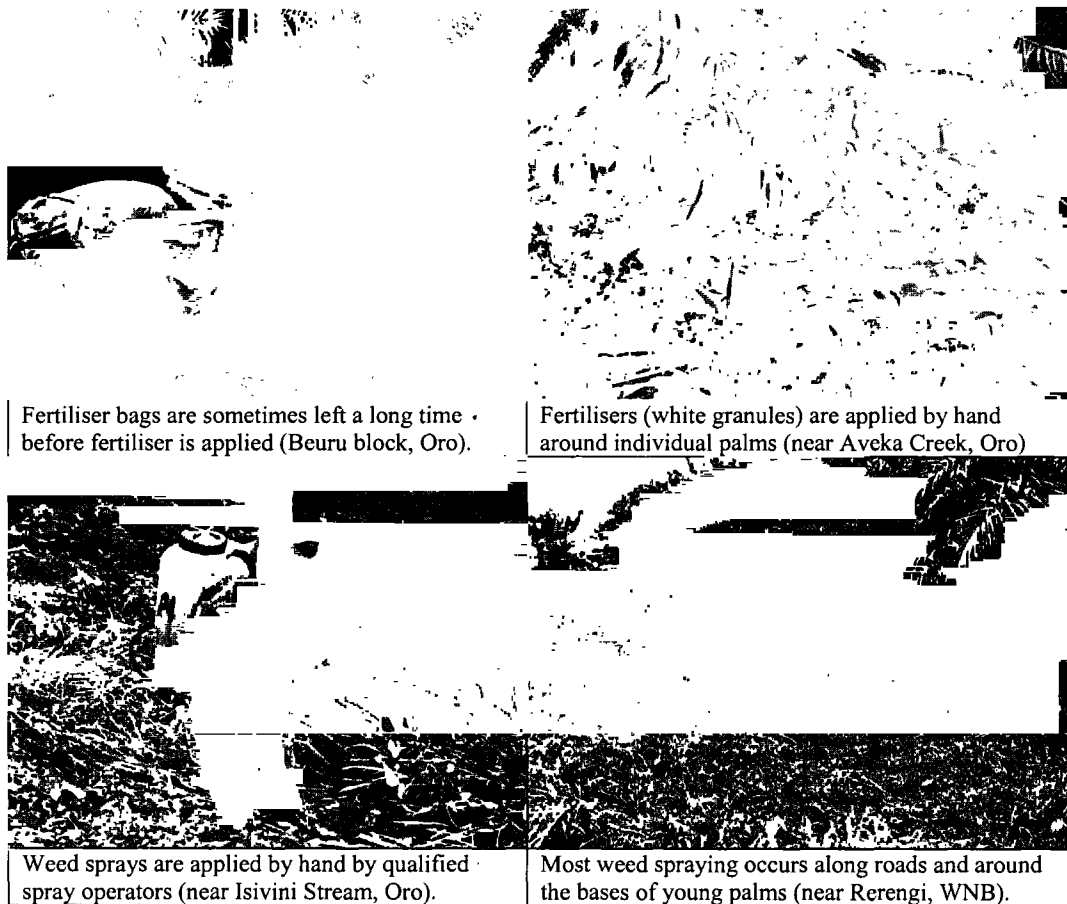 Fertiliser bags are sometimes left a long time
before fertiliser is applied (Beuru block, Oro).
Fertilisers (white granules) are applied by hand
around individual palms (near Aveka Creek, Oro)
Weed sprays are applied by hand by qualified
spray operators (near Isivini Stream, Oro).
Most weed spraying occurs along roads and around
the bases of young palms (near Rerengi, WNB).